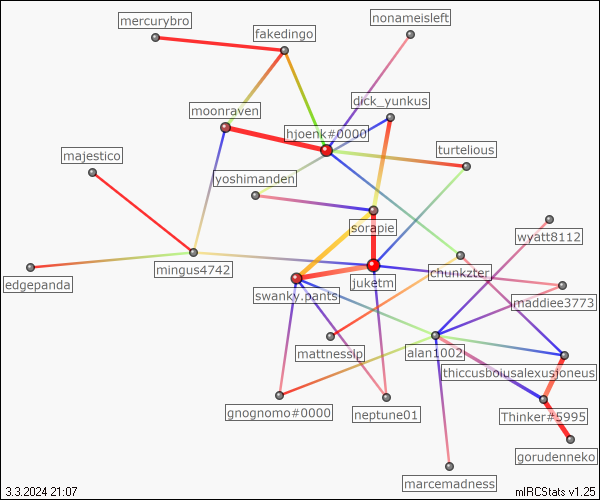 nonameisleft
mercurybro
fakedingo
dick_yunkus
moonraven
hjoenk#0000
turtelious
majestico
yoshimanden
sorapie
wyatt8112
mingus4742
chunkzter
edgepanda
juketm
swanky.pants
maddiee3773
mattnesslp
alan1002
thiccusboiusalexusjoneus
gnognomo#0000
neptune01
Thinker#5995
gorudenneko
marcemadness
3.3.2024 21:07
mIRCStats v1.25